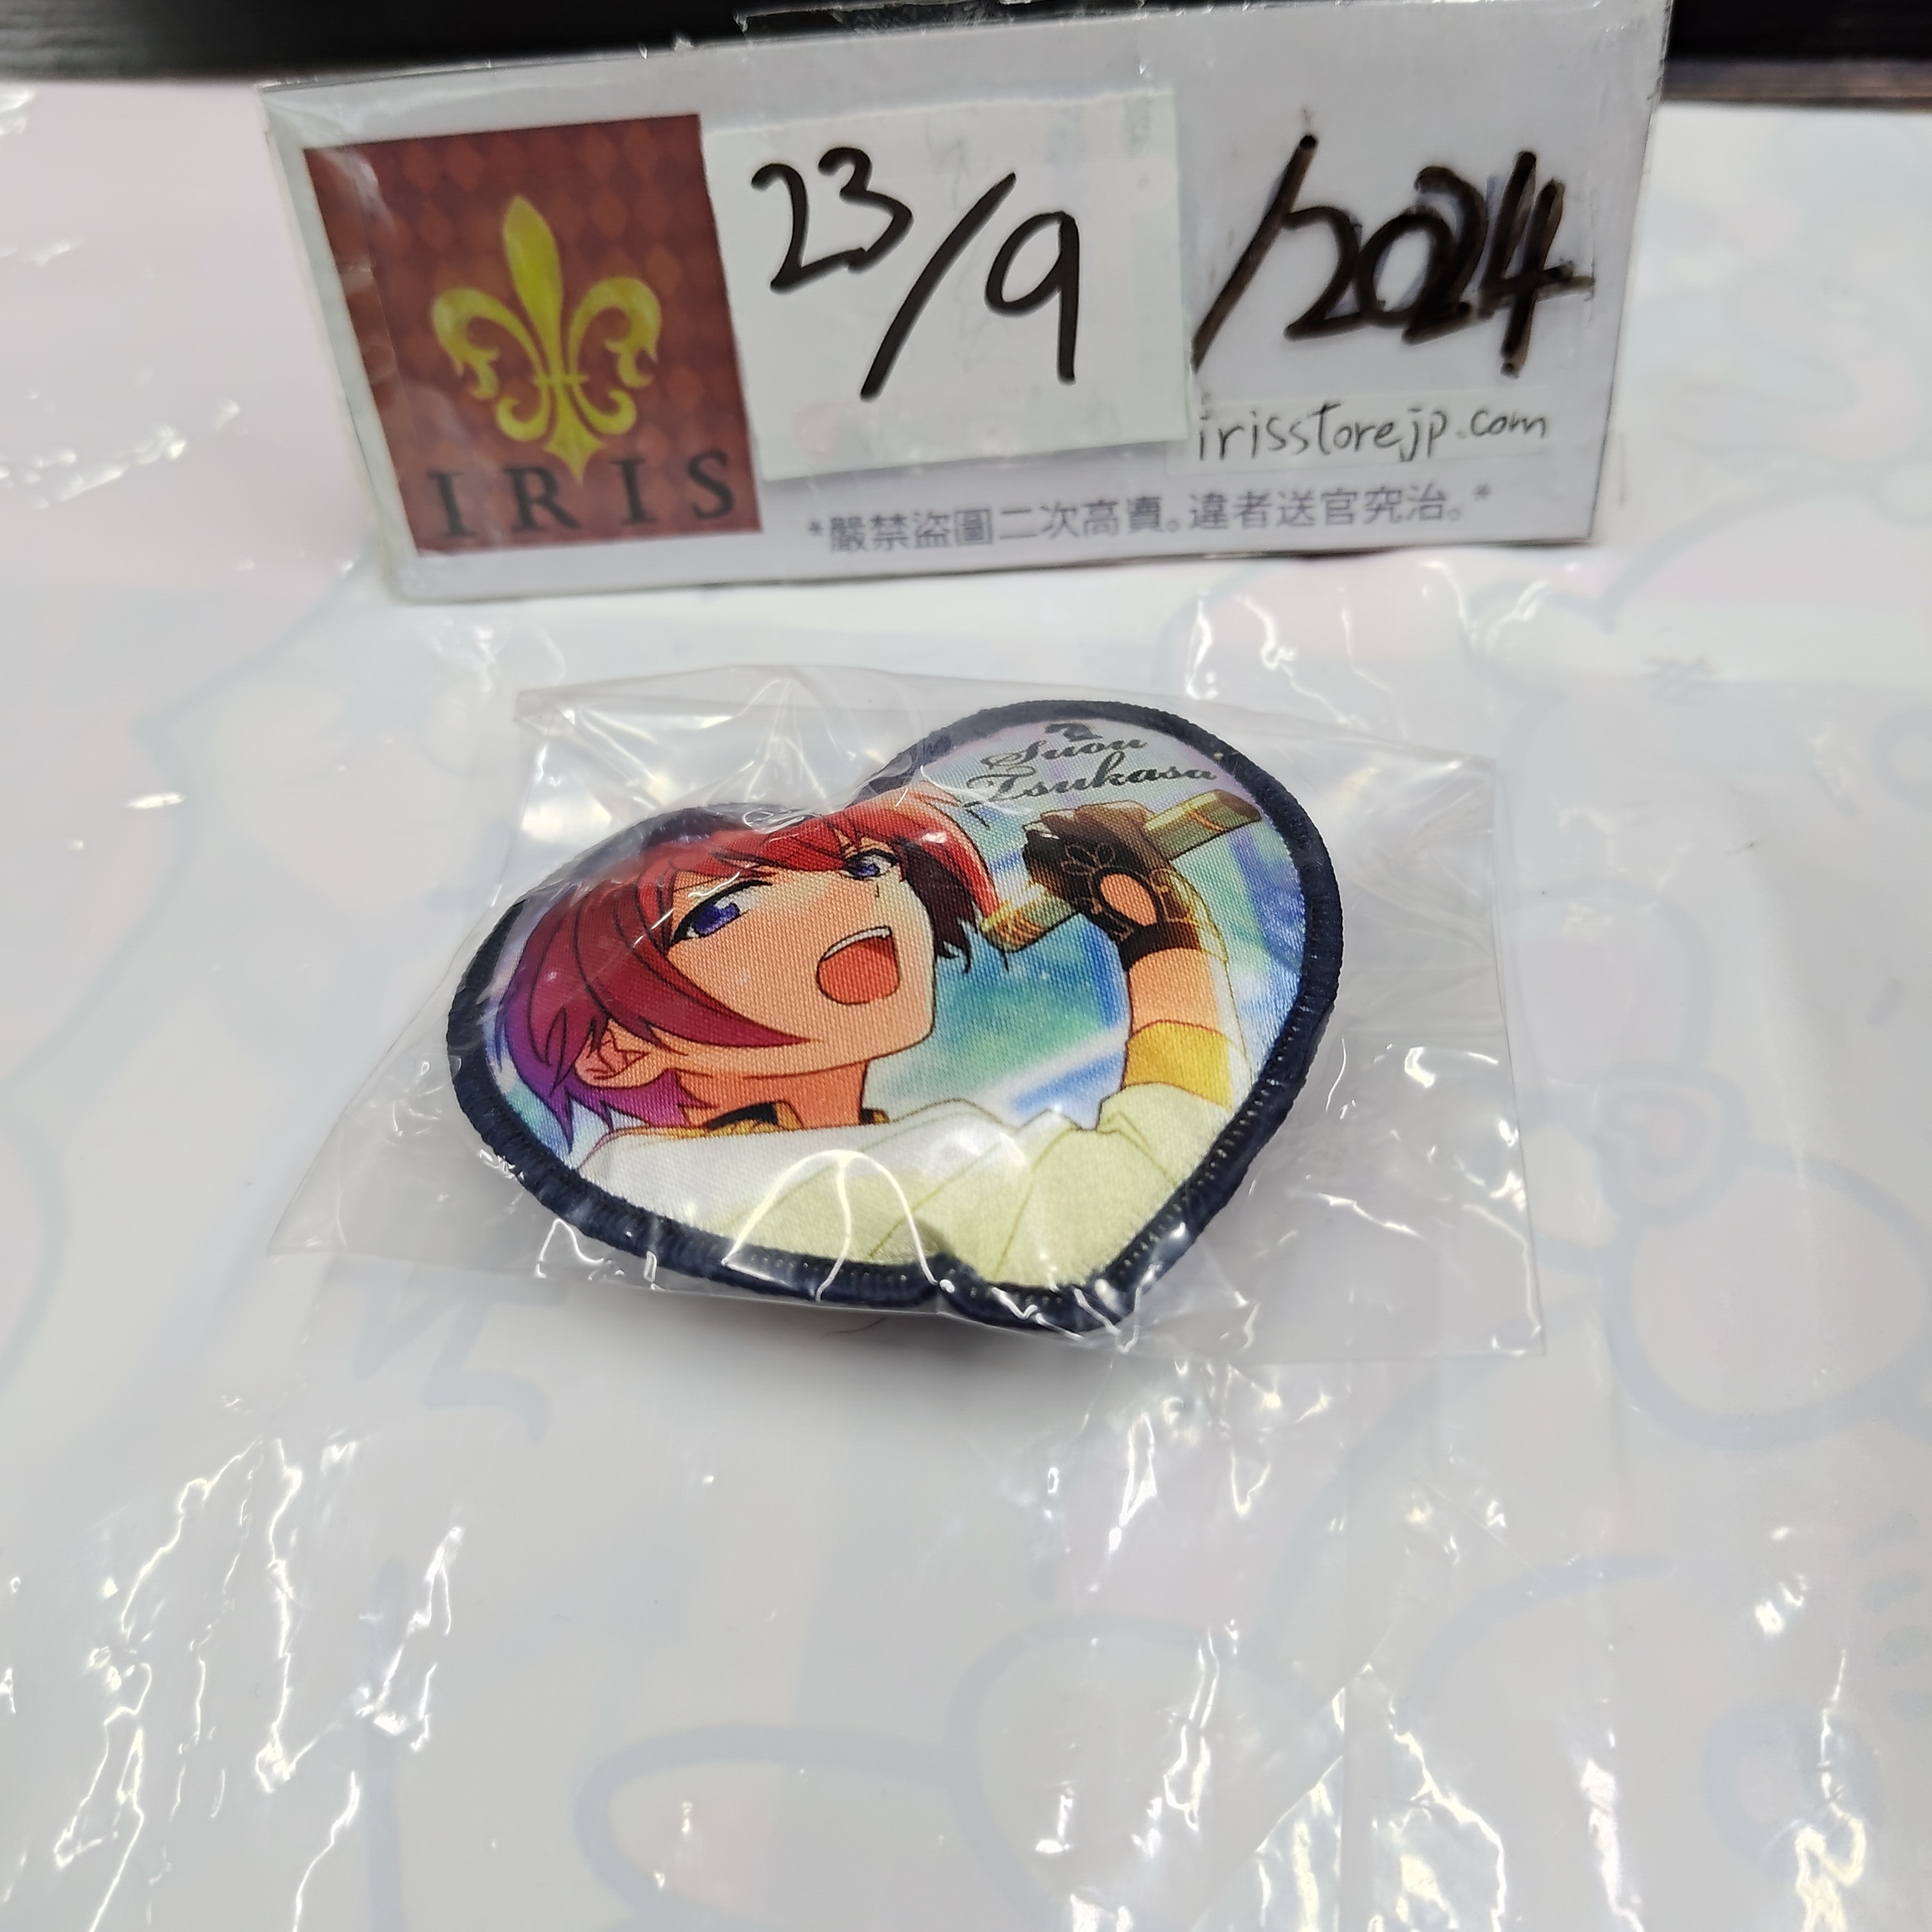 23/9/2024
IRIS
irisstorejp.com
*嚴禁盜圖二次高賣。違者送官究治。*
Suou
Tsukasa